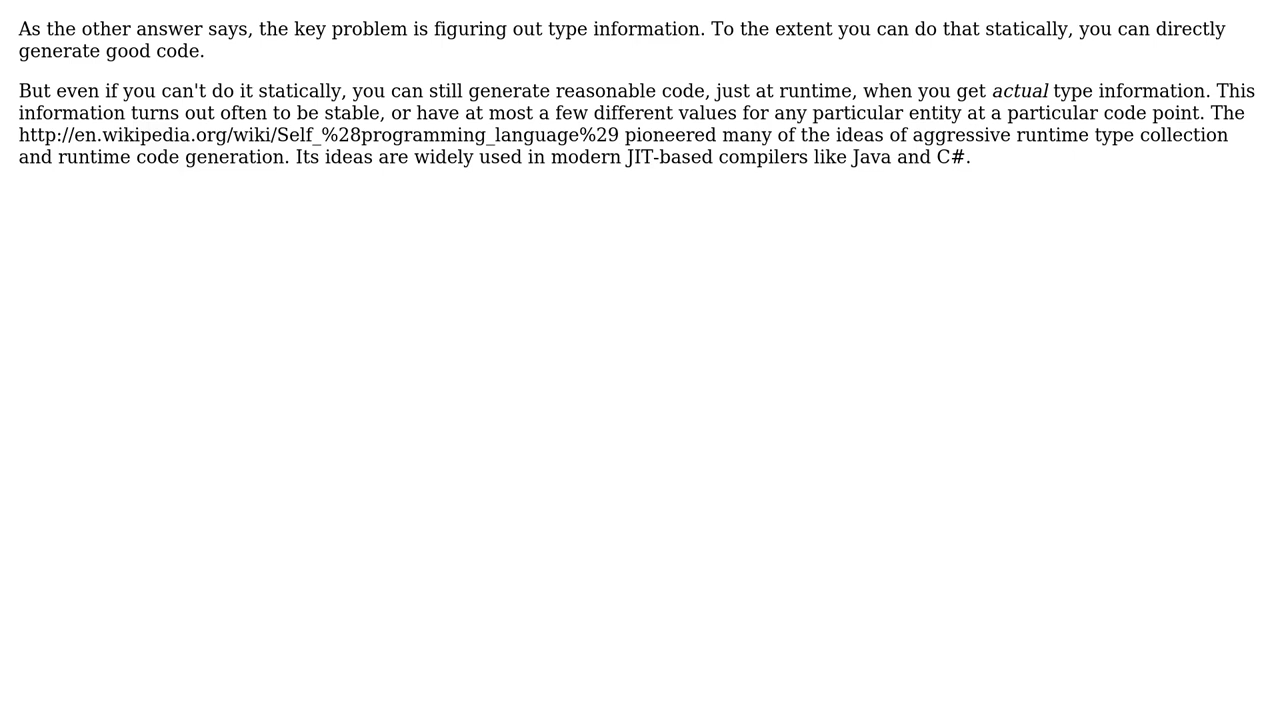 As the other answer says, the key problem is figuring out type information. To the extent you can do that statically, you can directly
generate good code.
But even if you can't do it statically, you can still generate reasonable code, just at runtime, when you get actual type information. This
information turns out often to be stable, or have at most a few different values for any particular entity at a particular code point. The
http://en.wikipedia.org/wiki/Self_%28programming_language%29 pioneered many of the ideas of aggressive runtime type collection
and runtime code generation. Its ideas are widely used in modern JIT-based compilers like Java and C#.